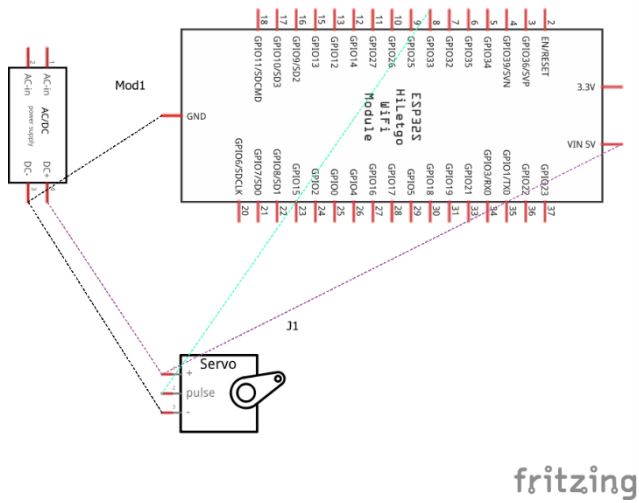 18 17 16 15 14 13 12 11 10 9 8 7 6 5 4 3 2
GPIO11/SDCMD
GPIO10/SD3
GPIO9/SD2
GPIO13
GPIO12
GPIO14
GPIO27
GPIO26
GPIO25
GPIO33
GPIO32
GPIO35
GPIO34
GPIO39/SVN
GPIO36/SVP
EN/RESET
2 1
AC-in AC-in
AC/DC
power supply
DC- DC+
3
Mod1
GND
3.3V
VIN 5V
ESP32S
HiLetgo
WiFi
Module
GPIO6/SDCLK
GPIO7/SD0
GPIO8/SD1
GPIO15
GPIO2
GPIO0
GPIO4
GPIO16
GPIO17
GPIO5
GPIO18
GPIO19
GPIO21
GPIO3/RX0
GPIO1/TX0
GPIO22
GPIO23
20 21 22 23 24 25 26 27 28 29 30 31 33 34 35 36 37
J1
Servo
+
pulse
-
fritzing